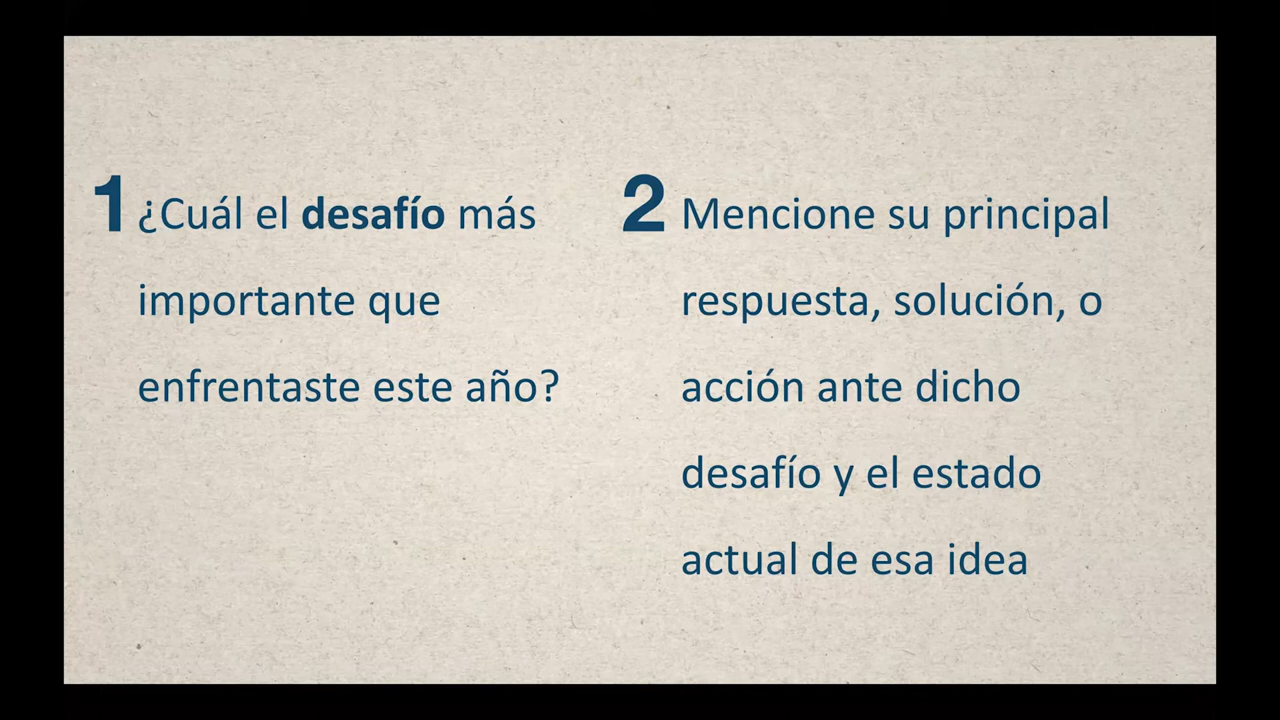 1 ¿Cuál el desafío más
importante que
enfrentaste este año?
2 Mencione su principal
respuesta, solución, o
acción ante dicho
desafío y el estado
actual de esa idea